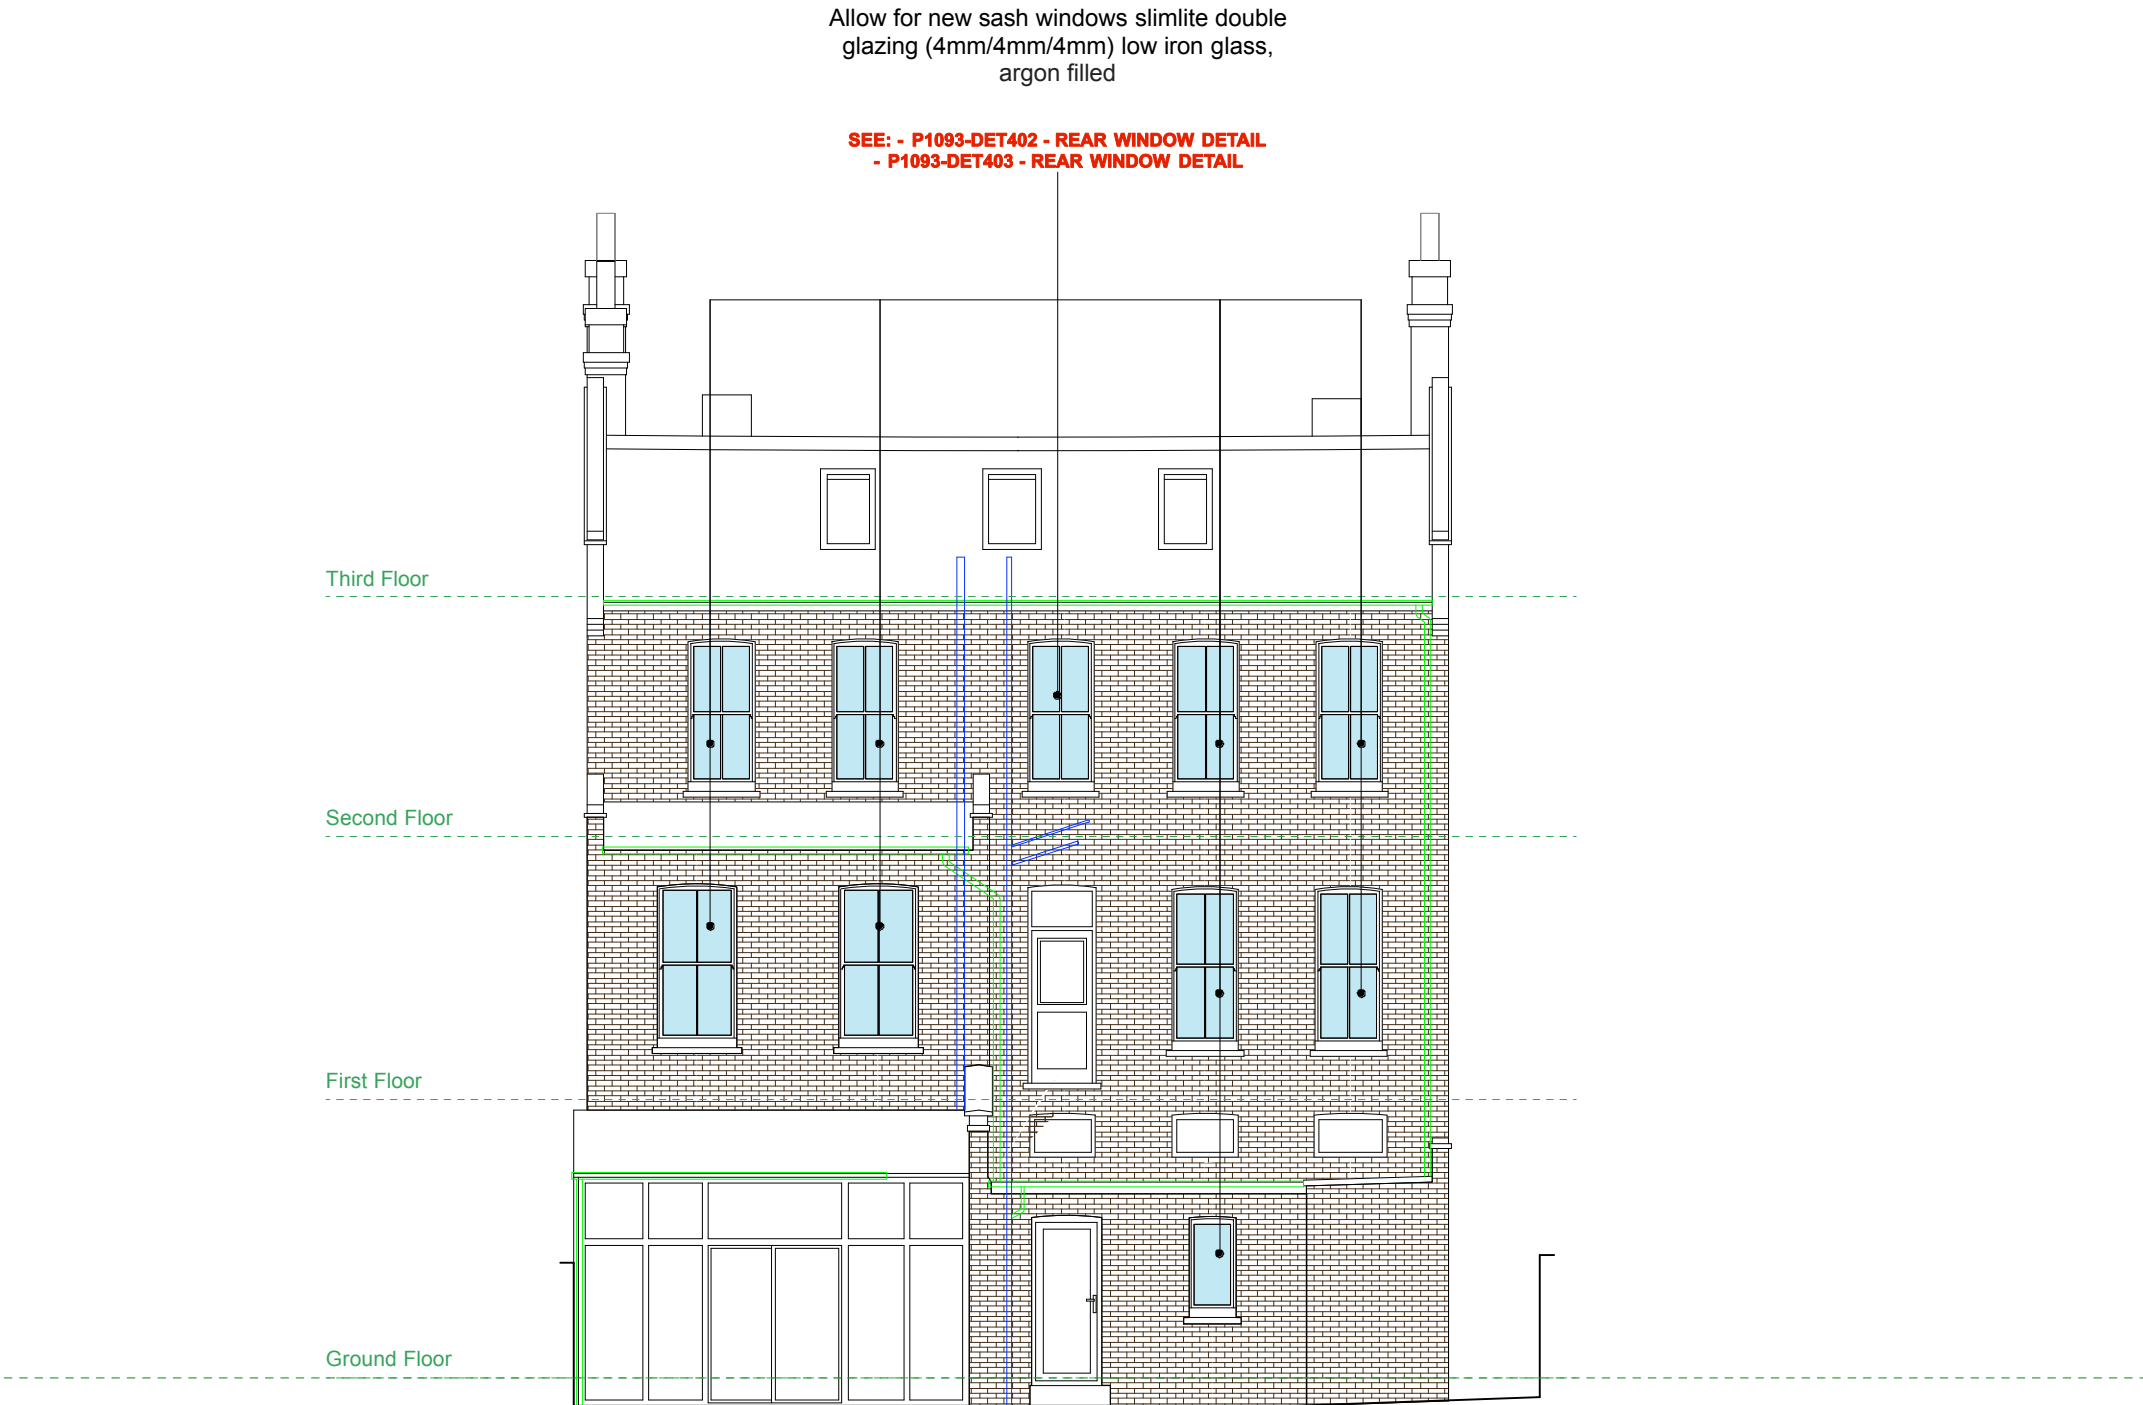 Allow for new sash windows slimlite double
glazing (4mm/4mm/4mm) low iron glass,
argon filled
SEE: - P1093-DET402 - REAR WINDOW DETAIL
- P1093-DET403 - REAR WINDOW DETAIL
Third Floor
Second Floor
First Floor
Ground Floor